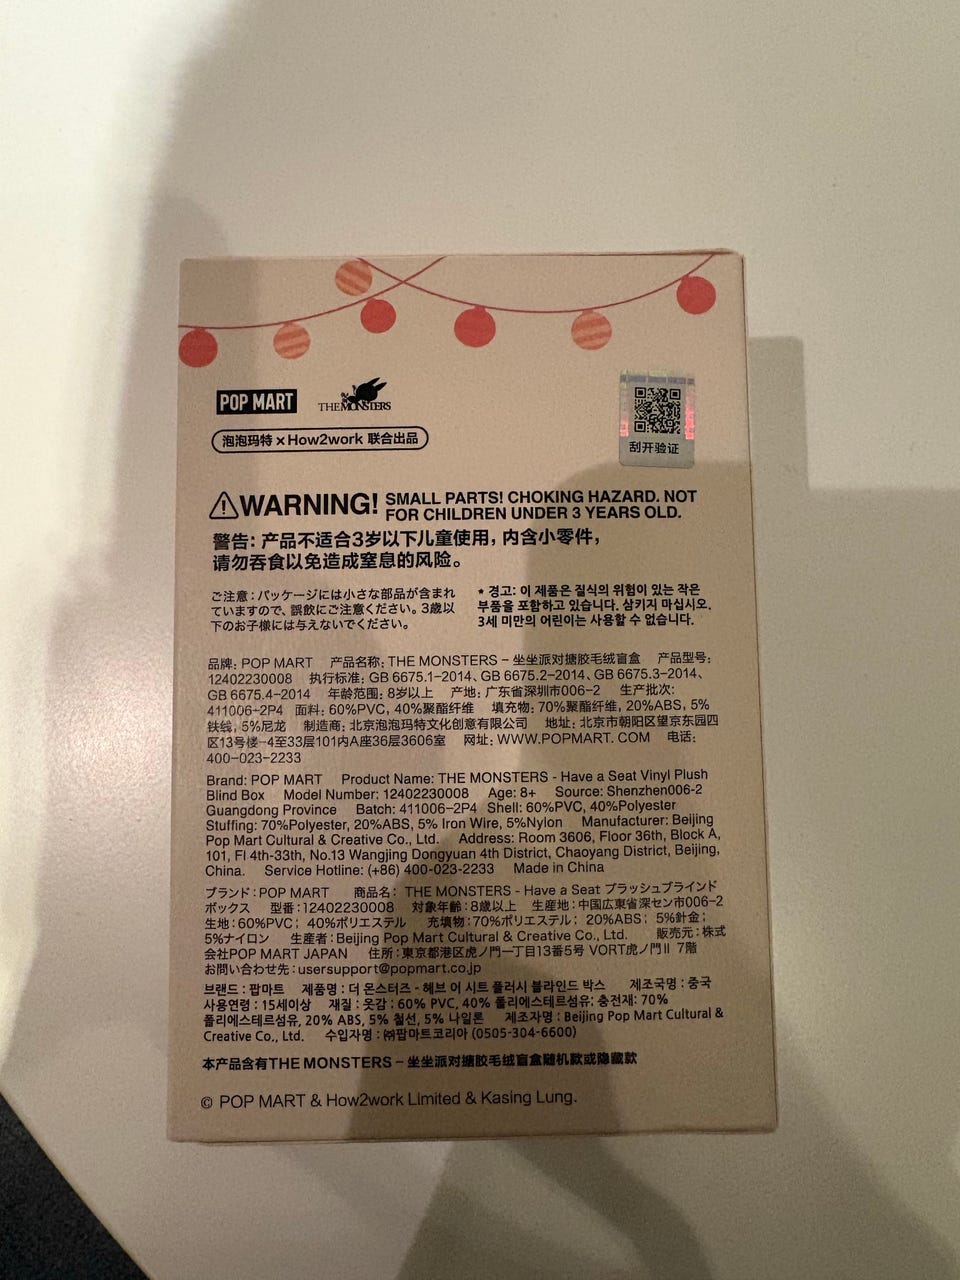 POP MART THE MONSTERS
泡泡玛特×How2work 联合出品
刮开验证
WARNING! SMALL PARTS! CHOKING HAZARD. NOT
FOR CHILDREN UNDER 3 YEARS OLD.
警告: 产品不适合3岁以下儿童使用，内含小零件，
请勿吞食以免造成窒息的风险。
ご注意：パッケージには小さな部品が含まれ
ていますので、誤飲にご注意ください。3歳以
下のお子様には与えないでください。
* 경고: 이 제품은 질식의 위험이 있는 작은
부품을 포함하고 있습니다. 삼키지 마십시오.
3세 미만의 어린이는 사용할 수 없습니다.
品牌: POP MART 产品名称: THE MONSTERS – 坐坐派对搪胶毛绒盲盒 产品型号:
12402230008 执行标准: GB 6675.1-2014、GB 6675.2-2014、GB 6675.3-2014、
GB 6675.4-2014 年龄范围: 8岁以上 产地: 广东省深圳市006-2 生产批次:
411006-2P4 面料: 60%PVC, 40%聚酯纤维 填充物: 70%聚酯纤维, 20%ABS, 5%
铁线, 5%尼龙 制造商: 北京泡泡玛特文化创意有限公司 地址: 北京市朝阳区望京东园四
区13号楼-4至33层101内A座36层3606室 网址: WWW.POPMART. COM 电话:
400-023-2233
Brand: POP MART Product Name: THE MONSTERS - Have a Seat Vinyl Plush
Blind Box Model Number: 12402230008 Age: 8+ Source: Shenzhen006-2
Guangdong Province Batch: 411006-2P4 Shell: 60%PVC, 40%Polyester
Stuffing: 70%Polyester, 20%ABS, 5% Iron Wire, 5%Nylon Manufacturer: Beijing
Pop Mart Cultural & Creative Co., Ltd. Address: Room 3606, Floor 36th, Block A,
101, Fl 4th-33th, No.13 Wangjing Dongyuan 4th District, Chaoyang District, Beijing,
China. Service Hotline: (+86) 400-023-2233 Made in China
ブランド: POP MART 商品名: THE MONSTERS - Have a Seat プラッシュブラインド
ボックス 型番: 12402230008 対象年齢: 8歳以上 生産地: 中国広東省深セン市006-2
生地: 60%PVC; 40%ポリエステル 充填物: 70%ポリエステル; 20%ABS; 5%針金;
5%ナイロン 生産者: Beijing Pop Mart Cultural & Creative Co., Ltd. 販売元: 株式
会社POP MART JAPAN 住所: 東京都港区虎ノ門一丁目13番5号 VORT虎ノ門Ⅱ 7階
お問い合わせ先: usersupport@popmart.co.jp
브랜드 : 팝마트 제품명 : 더 몬스터즈 - 헤브 어 시트 플러시 블라인드 박스 제조국명 : 중국
사용연령 : 15세이상 재질 : 옷감 : 60% PVC, 40% 폴리에스테르섬유; 충전재: 70%
폴리에스테르섬유, 20% ABS, 5% 철선, 5% 나일론 제조자명 : Beijing Pop Mart Cultural &
Creative Co., Ltd. 수입자명 : ㈜팝마트코리아 (0505-304-6600)
本产品含有THE MONSTERS – 坐坐派对搪胶毛绒盲盒随机款或隐藏款
© POP MART & How2work Limited & Kasing Lung.